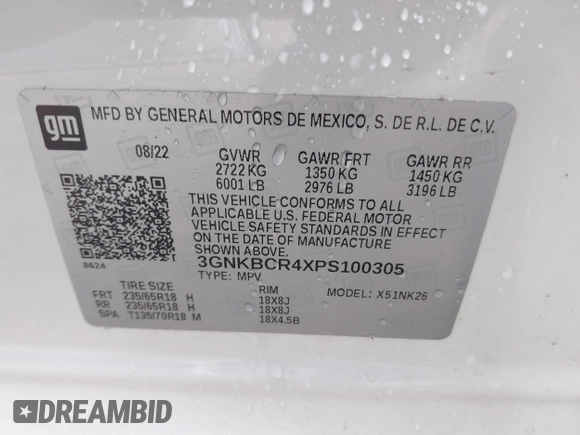 gm
MFD BY GENERAL MOTORS DE MEXICO, S. DE R.L. DE C.V.
08/22 GVWR GAWR FRT GAWR RR
2722 KG 1350 KG 1450 KG
6001 LB 2976 LB 3196 LB
THIS VEHICLE CONFORMS TO ALL
APPLICABLE U.S. FEDERAL MOTOR
VEHICLE SAFETY STANDARDS IN
EFFECT ON THE DATE OF MANUFACTURE
SHOWN ABOVE.
8624 3GNKBCR4XPS100305
TYPE: MPV MODEL: X51NK26
TIRE SIZE RIM
FRT 235/65R18 H 18X8J
RR 235/65R18 H 18X8J
SPA T135/70R18 M 18X4.5B
DREAMBID